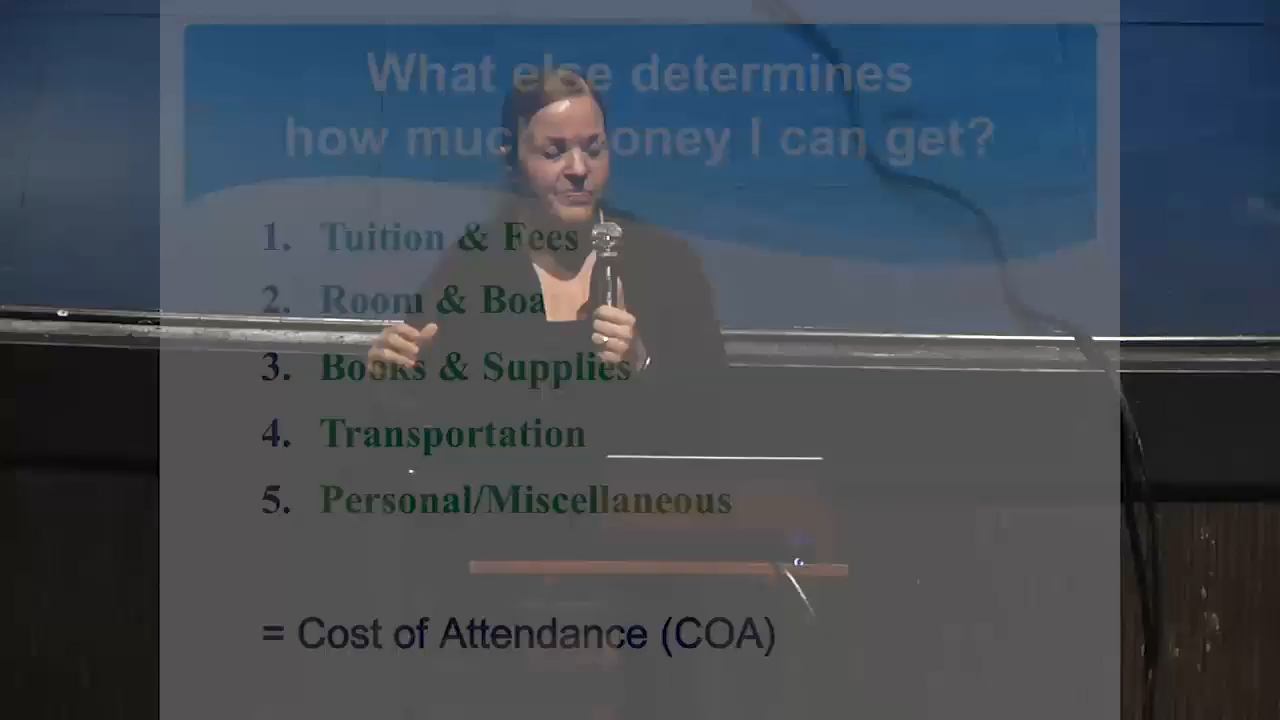 What else determines
how much money I can get?
1. Tuition & Fees
2. Room & Boa
3. Books & Supplies
4. Transportation
5. Personal/Miscellaneous
= Cost of Attendance (COA)